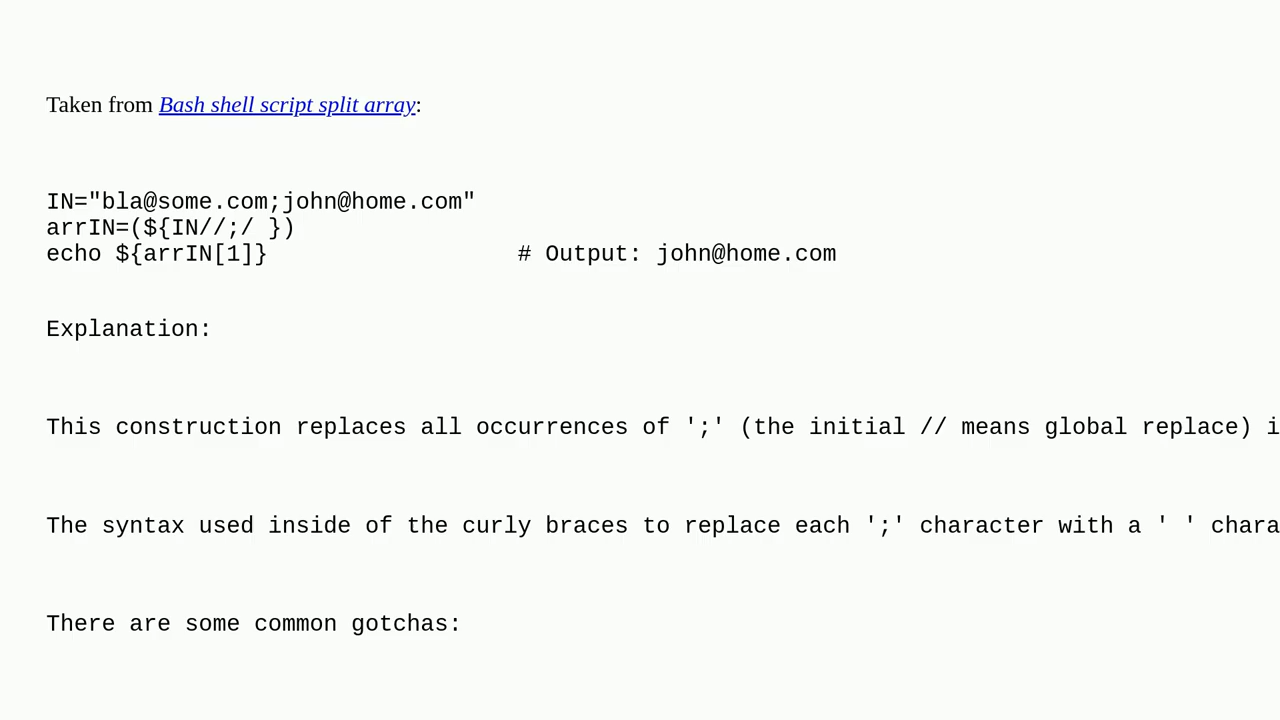 Taken from Bash shell script split array:
IN="bla@some.com;john@home.com"
arrIN=(${IN//;/ })
echo ${arrIN[1]}                  # Output: john@home.com
Explanation:
This construction replaces all occurrences of ';' (the initial // means global replace) i
The syntax used inside of the curly braces to replace each ';' character with a ' ' chara
There are some common gotchas: